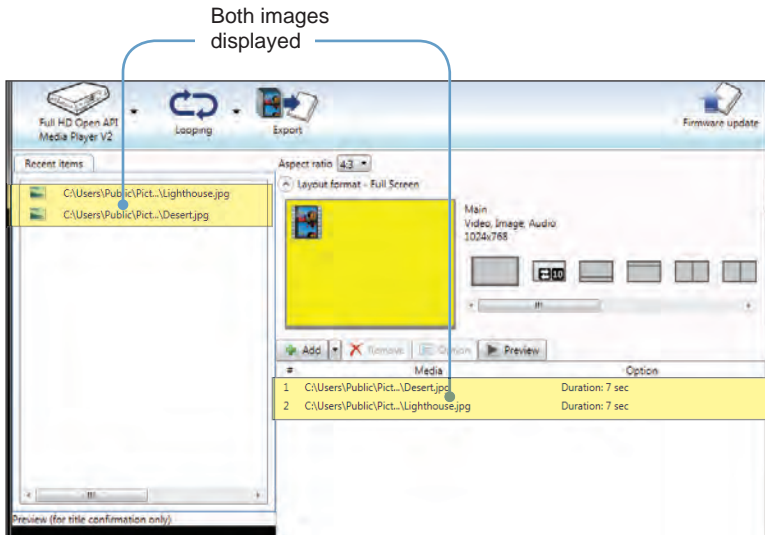 Both images
displayed
Full HD Open API
Media Player V2
Looping
Export
Firmware update
Recent items
Aspect ratio 4:3
Layout format - Full Screen
C:\Users\Public\Pict...\Lighthouse.jpg
C:\Users\Public\Pict...\Desert.jpg
Main
Video, Image, Audio
1024x768
10
Add Remove Option Preview
# Media Option
1 C:\Users\Public\Pict...\Desert.jpg Duration: 7 sec
2 C:\Users\Public\Pict...\Lighthouse.jpg Duration: 7 sec
Preview (for title confirmation only)